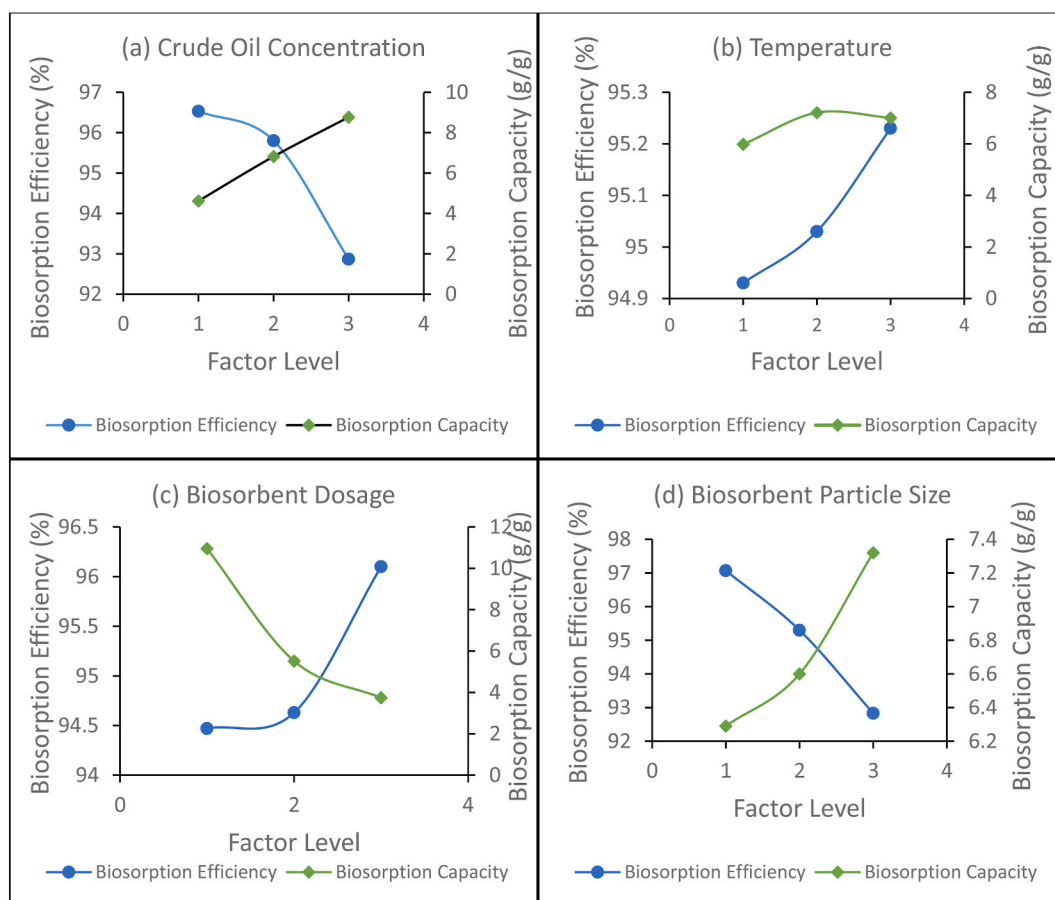 (a) Crude Oil Concentration
Biosorption Efficiency (%)
97
96
95
94
93
92
Biosorption Capacity (g/g)
10
8
6
4
2
0
0 1 2 3 4
Factor Level
Biosorption Efficiency Biosorption Capacity
(b) Temperature
Biosorption Efficiency (%)
95.3
95.2
95.1
95
94.9
Biosorption Capacity (g/g)
8
6
4
2
0
0 1 2 3 4
Factor Level
Biosorption Efficiency Biosorption Capacity
(c) Biosorbent Dosage
Biosorption Efficiency (%)
96.5
96
95.5
95
94.5
94
Biosorption Capacity (g/g)
12
10
8
6
4
2
0
0 2 4
Factor Level
Biosorption Efficiency Biosorption Capacity
(d) Biosorbent Particle Size
Biosorption Efficiency (%)
98
97
96
95
94
93
92
Biosorption Capacity (g/g)
7.4
7.2
7
6.8
6.6
6.4
6.2
0 1 2 3 4
Factor Level
Biosorption Efficiency Biosorption Capacity